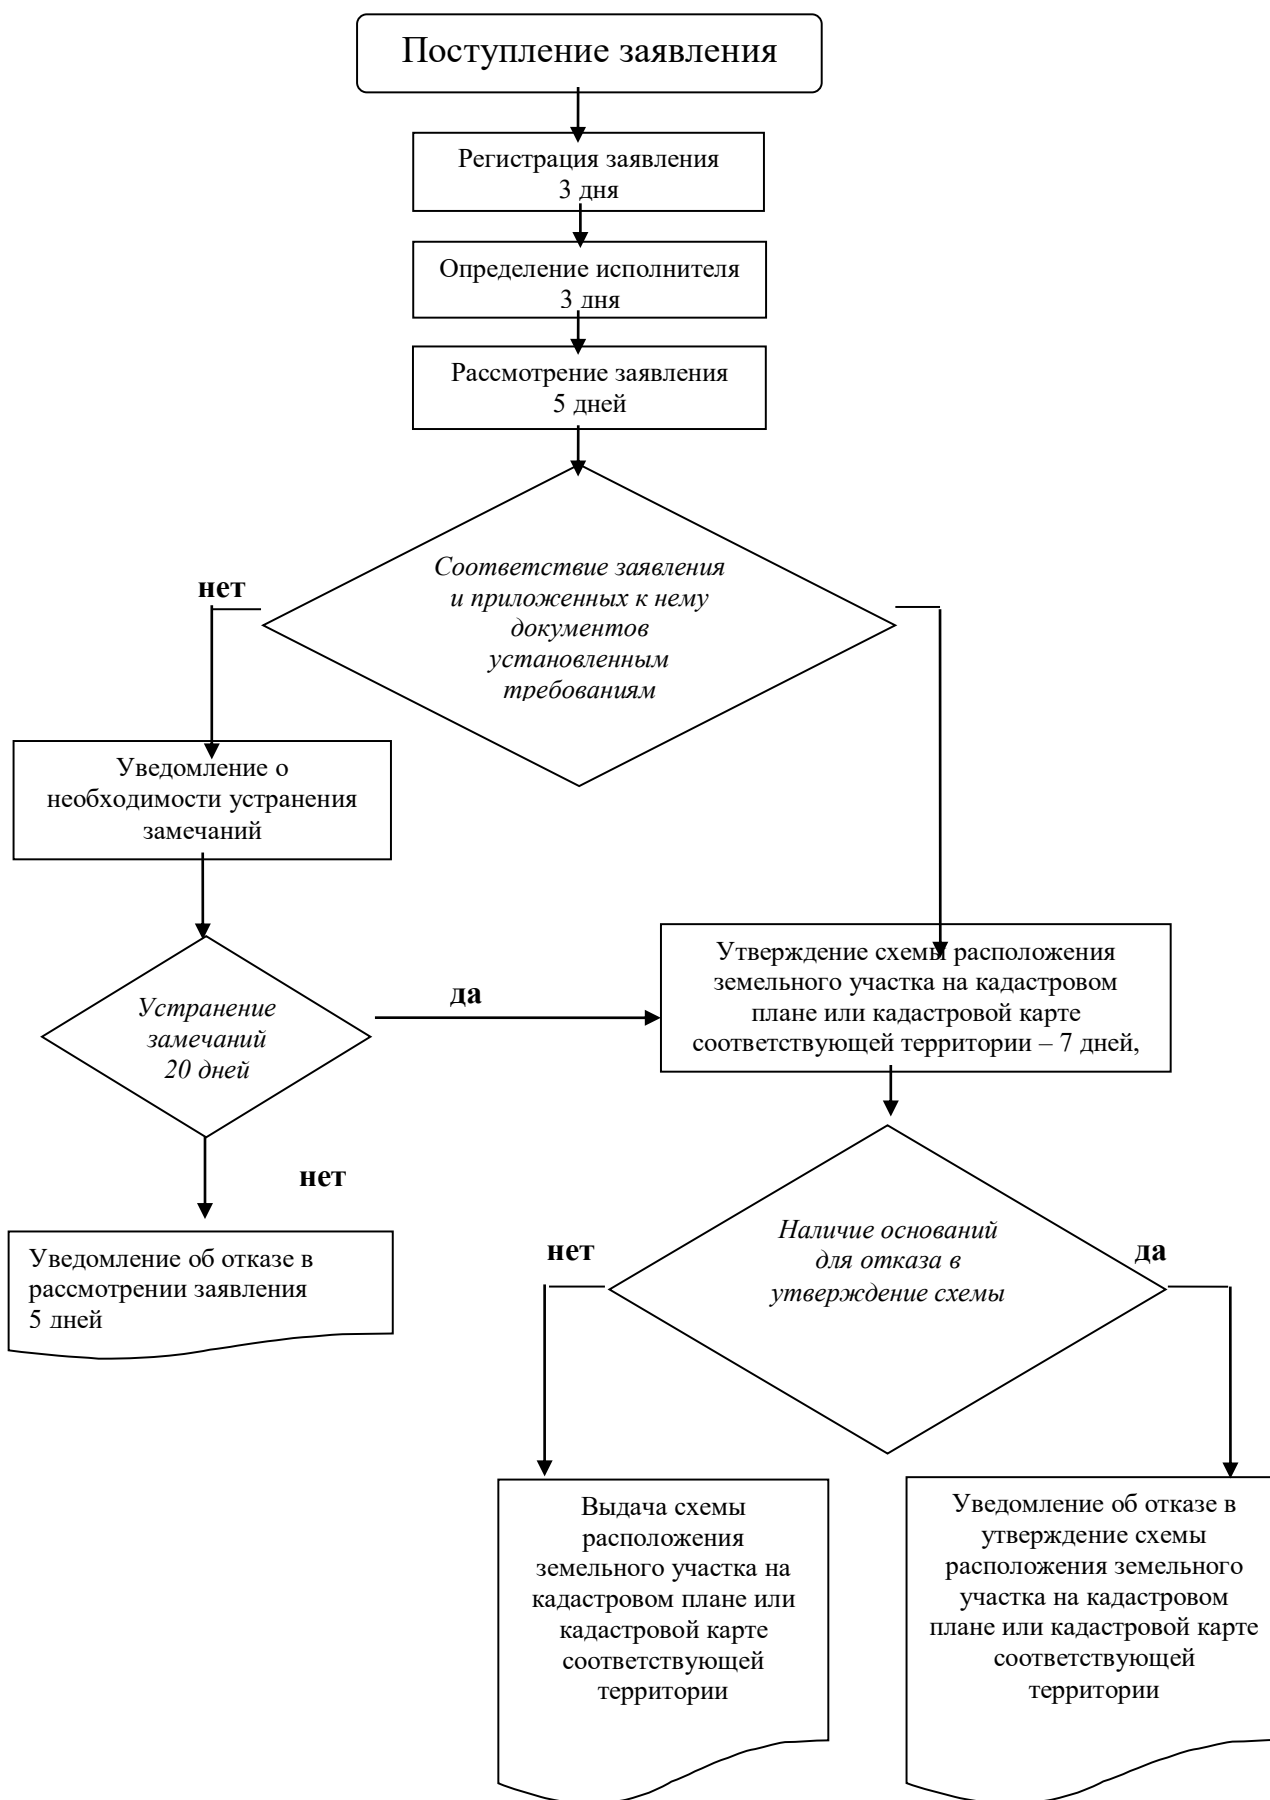 Поступление заявления
Регистрация заявления
3 дня
Определение исполнителя
3 дня
Рассмотрение заявления
5 дней
Соответствие заявления
и приложенных к нему
документов
установленным
требованиям
нет
Уведомление о
необходимости устранения
замечаний
Устранение
замечаний
20 дней
да
Утверждение схемы расположения
земельного участка на кадастровом
плане или кадастровой карте
соответствующей территории – 7 дней,
нет
Уведомление об отказе в
рассмотрении заявления
5 дней
Наличие оснований
для отказа в
утверждение схемы
нет
да
Выдача схемы
расположения
земельного участка на
кадастровом плане или
кадастровой карте
соответствующей
территории
Уведомление об отказе в
утверждение схемы
расположения земельного
участка на кадастровом
плане или кадастровой карте
соответствующей
территории